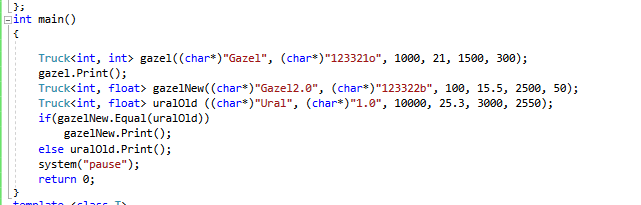 };
int main()
{
Truck<int, int> gazel((char*)"Gazel", (char*)"123321o", 1000, 21, 1500, 300);
gazel.Print();
Truck<int, float> gazelNew((char*)"Gazel2.0", (char*)"123322b", 100, 15.5, 2500, 50);
Truck<int, float> uralOld ((char*)"Ural", (char*)"1.0", 10000, 25.3, 3000, 2550);
if(gazelNew.Equal(uralOld))
gazelNew.Print();
else uralOld.Print();
system("pause");
return 0;
}
template <class T>